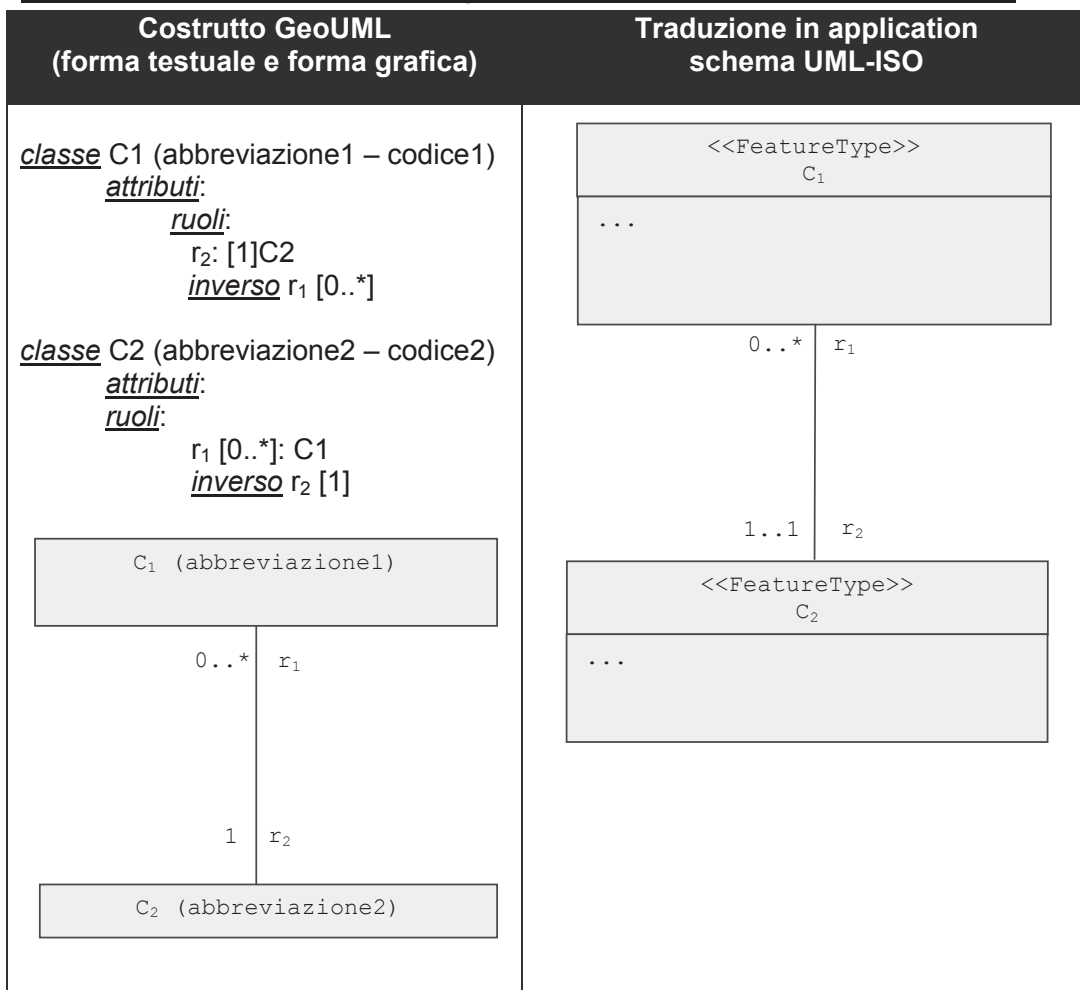 Costrutto GeoUML
(forma testuale e forma grafica)
Traduzione in application
schema UML-ISO
classe C1 (abbreviazione1 – codice1)
attributi:
ruoli:
r₂: [1]C2
inverso r₁ [0..*]
classe C2 (abbreviazione2 – codice2)
attributi:
ruoli:
r₁ [0..*]: C1
inverso r₂ [1]
C₁ (abbreviazione1)
0..* r₁
1 r₂
C₂ (abbreviazione2)
<<FeatureType>>
C₁
...
0..* r₁
1..1 r₂
<<FeatureType>>
C₂
...